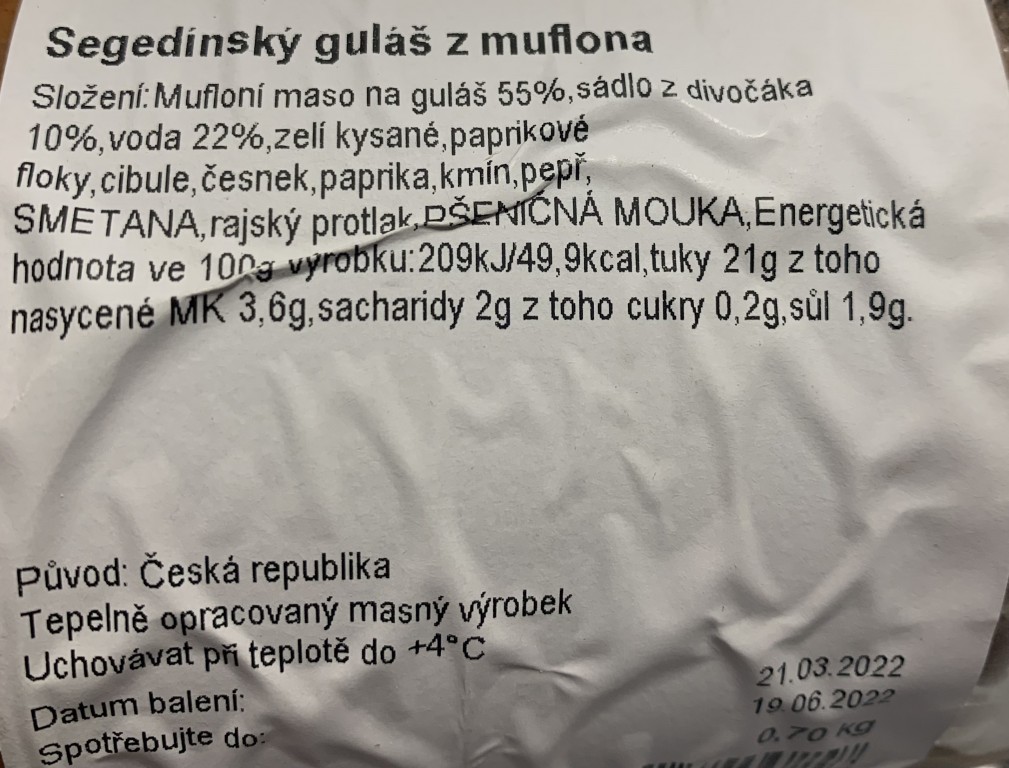 Segedínský guláš z muflona
Složení:Mufloní maso na guláš 55%,sádlo z divočáka
10%,voda 22%,zelí kysané,paprikové
floky,cibule,česnek,paprika,kmín,pepř,
SMETANA,rajský protlak,PŠENIČNÁ MOUKA,Energetická
hodnota ve 100g výrobku:209kJ/49,9kcal,tuky 21g z toho
nasycené MK 3,6g,sacharidy 2g z toho cukry 0,2g,sůl 1,9g.
Původ: Česká republika
Tepelně opracovaný masný výrobek
Uchovávat při teplotě do +4°C
Datum balení: 21.03.2022
Spotřebujte do: 19.06.2022
0.70 kg